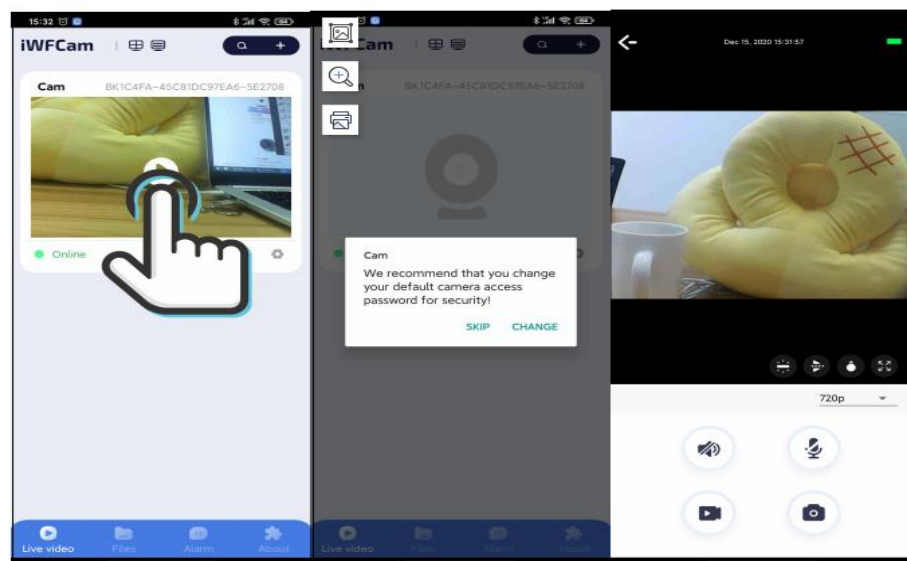 15:32
84
iWFCam
Cam BK1C4FA-45C81DC97EA6-5E2708
Online
Live video Files Alarm About
Cam
BK1C4FA-45C81DC97EA6-5E2708
Cam
We recommend that you change
your default camera access
password for security!
SKIP CHANGE
Live video Files Alarm About
Dec 15, 2020 15:31:57
720p